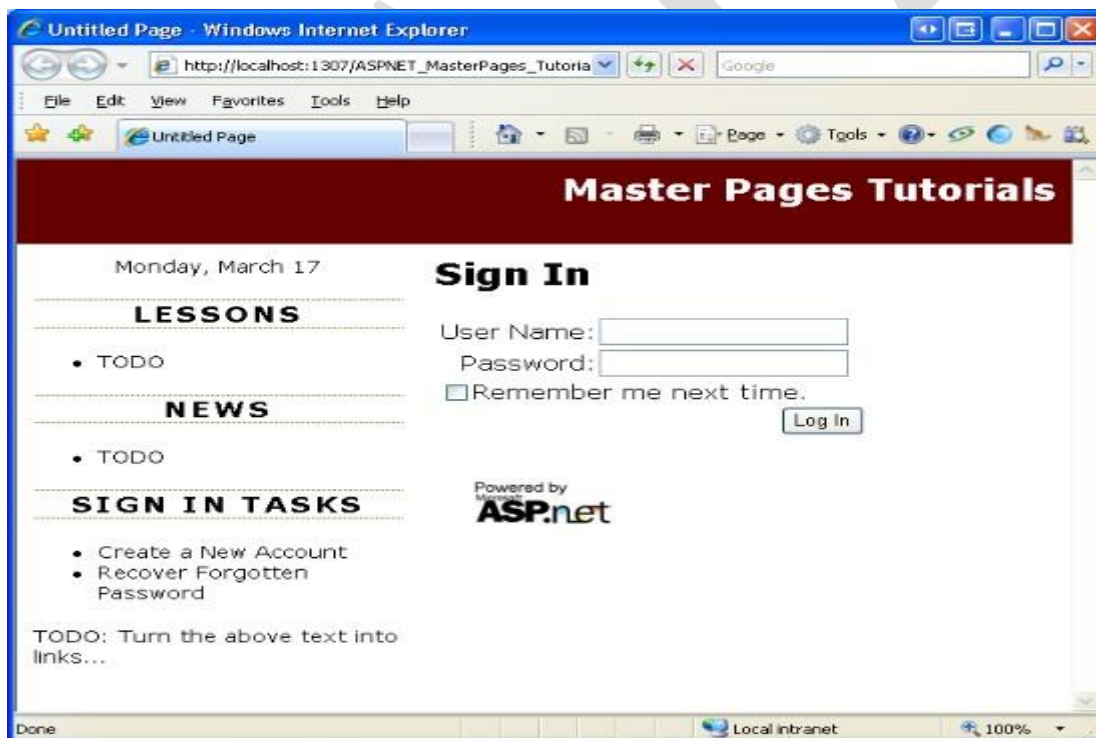 Untitled Page - Windows Internet Explorer
http://localhost:1307/ASPNET_MasterPages_Tutoria
Google
File Edit View Favorites Tools Help
Untitled Page
Page
Tools
Master Pages Tutorials
Monday, March 17
LESSONS
• TODO
NEWS
• TODO
SIGN IN TASKS
• Create a New Account
• Recover Forgotten
Password
TODO: Turn the above text into
links...
Sign In
User Name:
Password:
Remember me next time.
Log In
Powered by
Microsoft
ASP.net
Done
Local intranet
100%